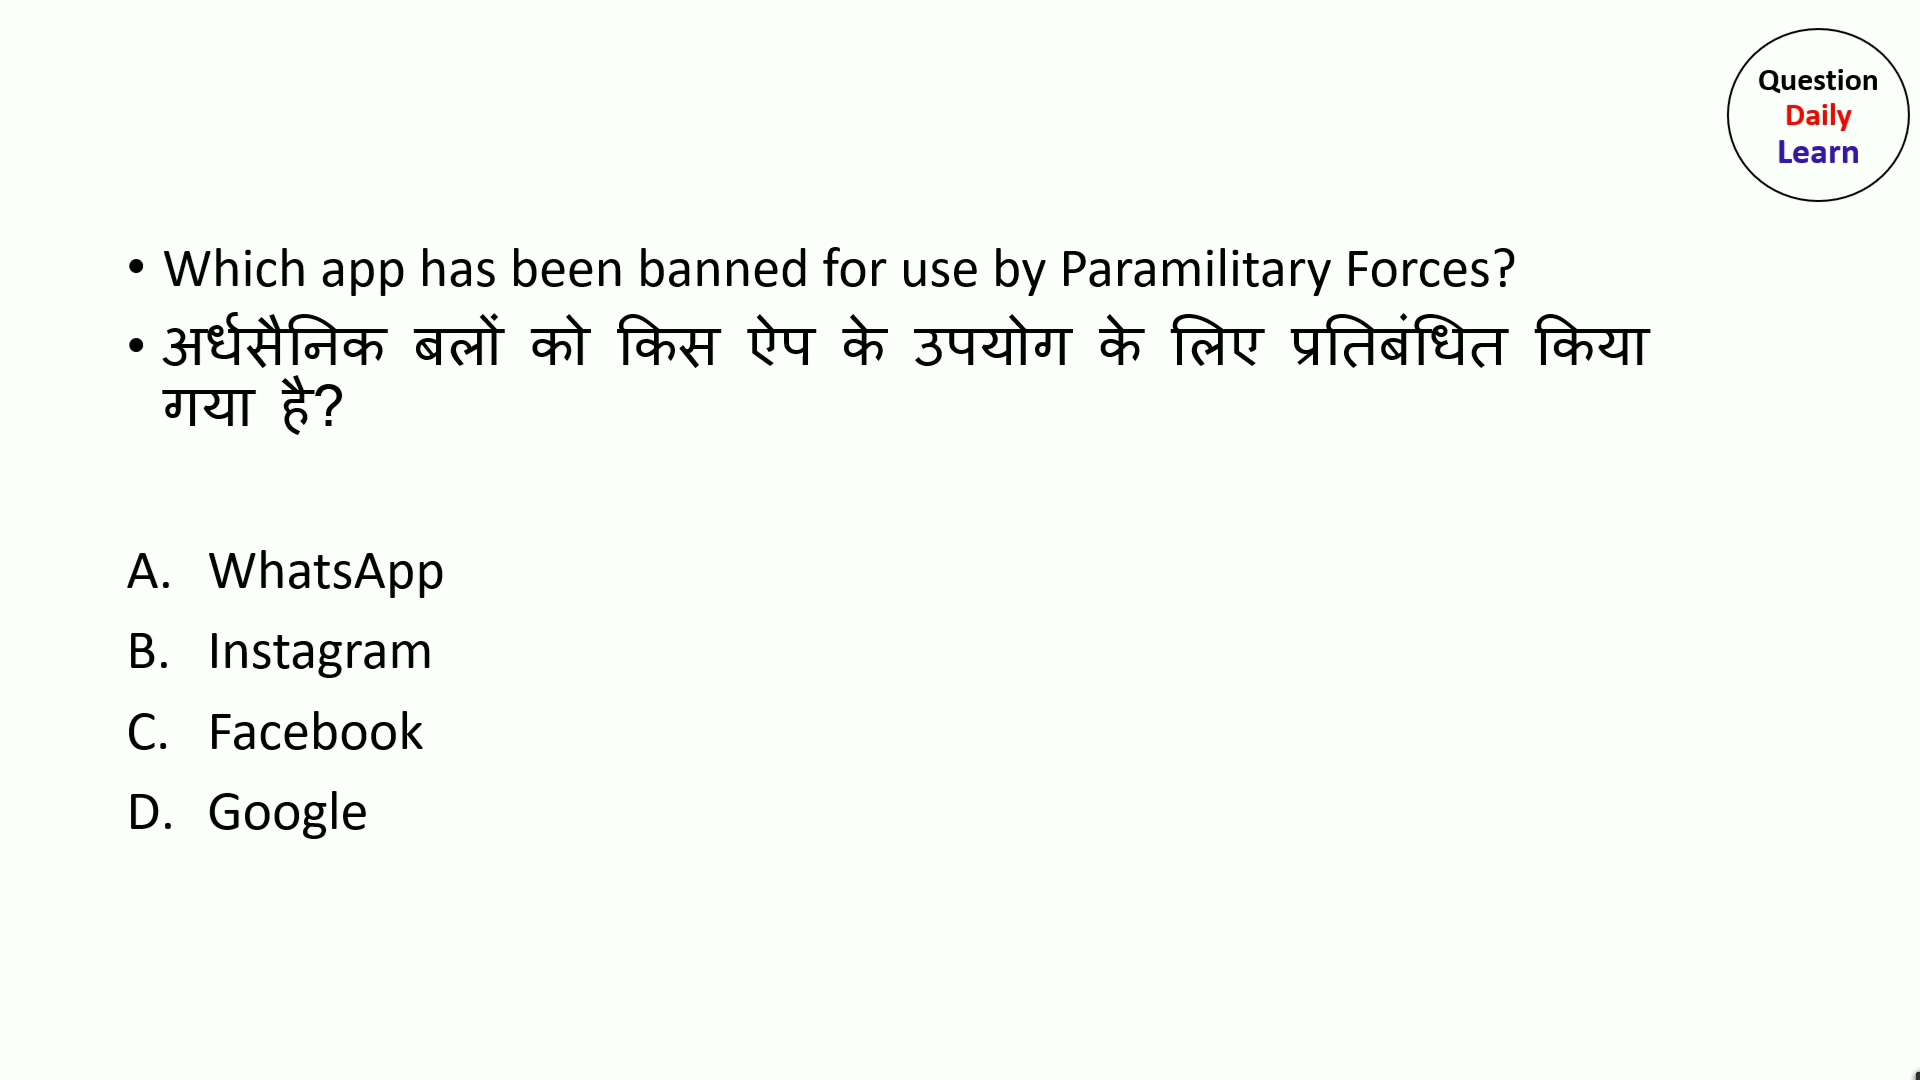 Question
Daily
Learn
• Which app has been banned for use by Paramilitary Forces?
• अर्धसैनिक बलों को किस ऐप के उपयोग के लिए प्रतिबंधित किया
गया है?
A. WhatsApp
B. Instagram
C. Facebook
D. Google